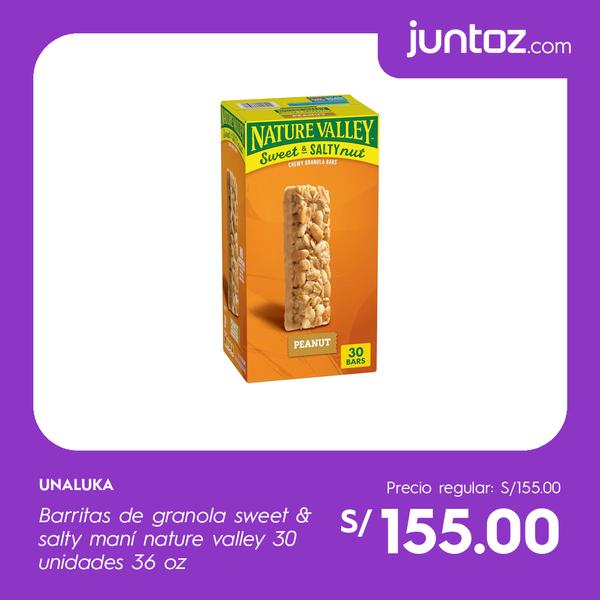 juntoz.com
NATURE VALLEY
Sweet & SALTY nut
CHEWY GRANOLA BARS
PEANUT
30
BARS
UNALUKA
Barritas de granola sweet &
salty maní nature valley 30
unidades 36 oz
Precio regular: S/155.00
S/155.00